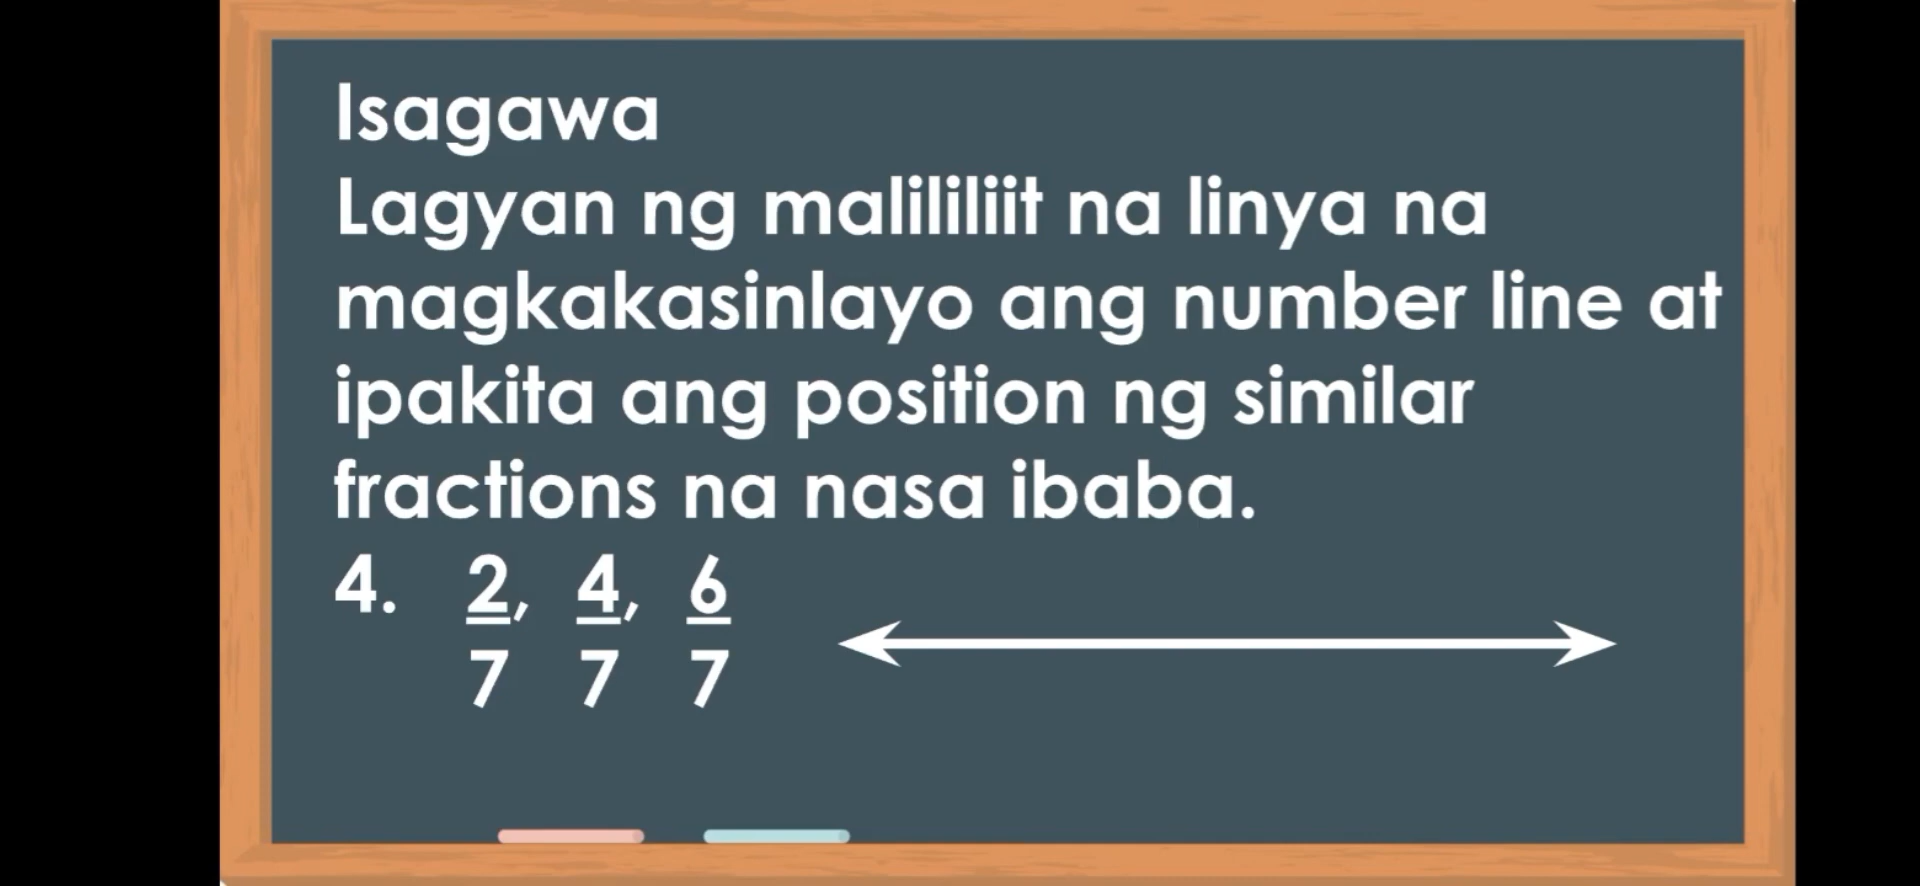 Isagawa
Lagyan ng malililiit na linya na
magkakasinlayo ang number line at
ipakita ang position ng similar
fractions na nasa ibaba.
4. 2, 4, 6
7 7 7